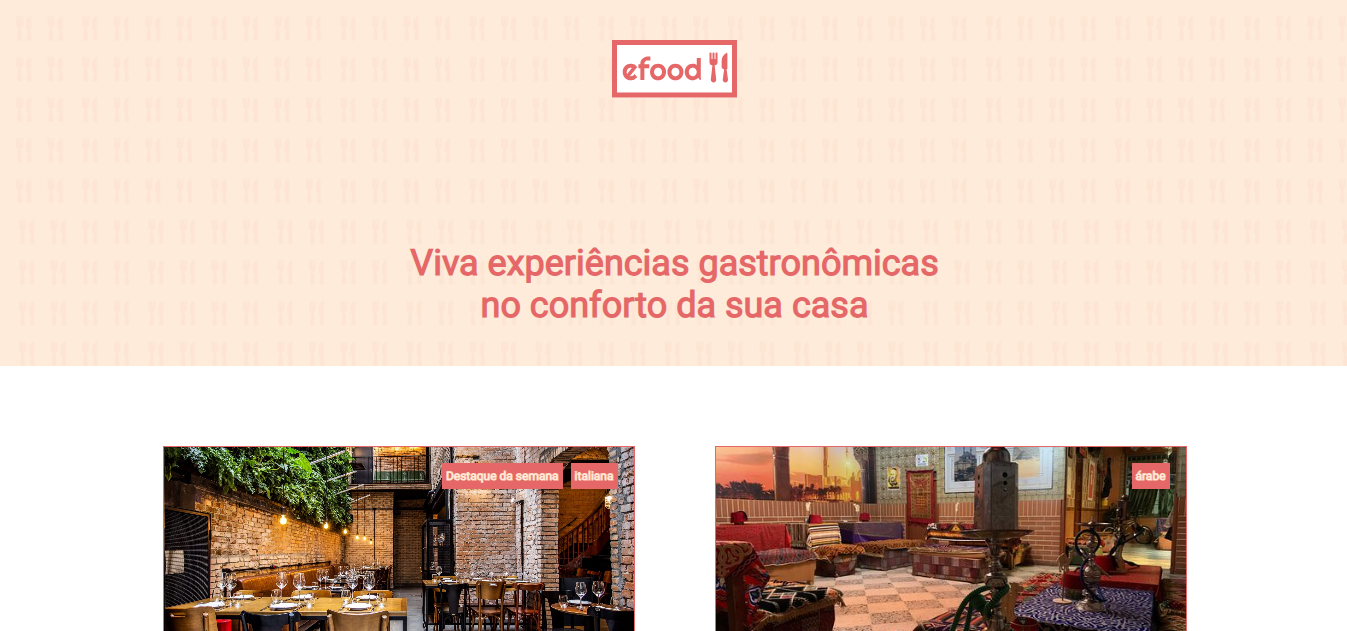 efood
Viva experiências gastronômicas
no conforto da sua casa
Destaque da semana
italiana
árabe